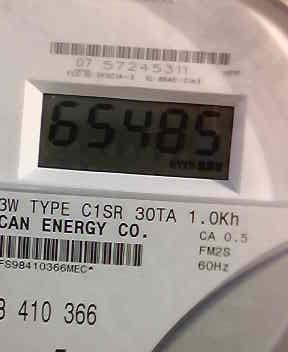 07 57245311
65485
3W TYPE C1SR 30TA 1.0Kh
CAN ENERGY CO.
CA 0.5
FM2S
60Hz
FS98410366MEC*
410 366